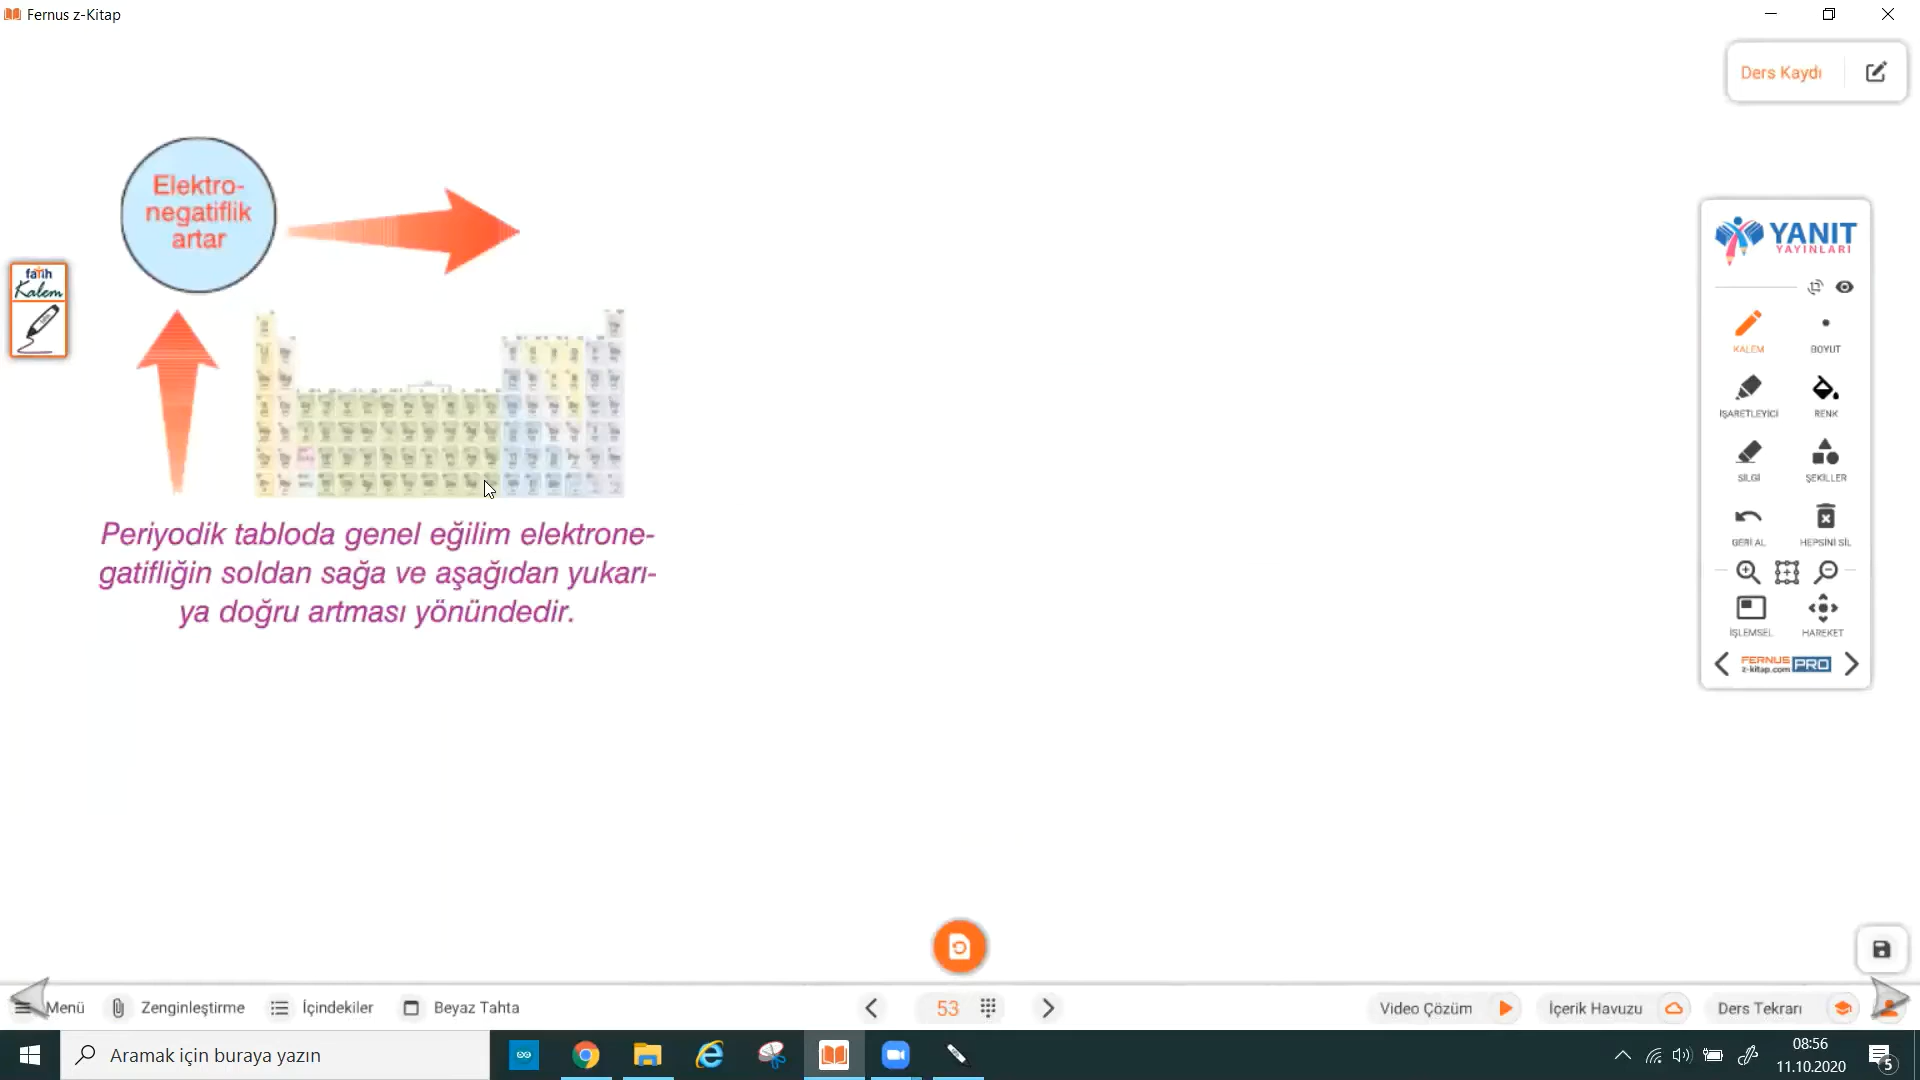 Fernus z-Kitap
Ders Kaydı
Elektro-
negatiflik
artar
fatih
Kalem
YANIT
YAYINLARI
KALEM
BOYUT
İŞARETLEYİCİ
RENK
SİLGİ
ŞEKİLLER
GERİ AL
HEPSİNİ SİL
İŞLEMSEL
HAREKET
FERNUS
z-kitap.com PRO
Periyodik tabloda genel eğilim elektrone-
gatifliğin soldan sağa ve aşağıdan yukarı-
ya doğru artması yönündedir.
Menü
Zenginleştirme
İçindekiler
Beyaz Tahta
53
Video Çözüm
İçerik Havuzu
Ders Tekrarı
Aramak için buraya yazın
08:56
11.10.2020
5